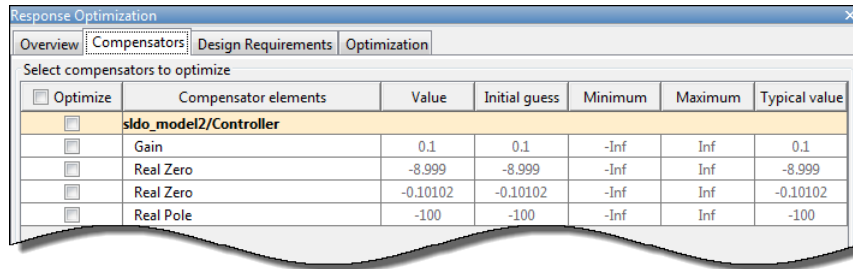 Response Optimization
Overview Compensators Design Requirements Optimization
Select compensators to optimize
Optimize Compensator elements Value Initial guess Minimum Maximum Typical value
sldo_model2/Controller
Gain 0.1 0.1 -Inf Inf 0.1
Real Zero -8.999 -8.999 -Inf Inf -8.999
Real Zero -0.10102 -0.10102 -Inf Inf -0.10102
Real Pole -100 -100 -Inf Inf -100